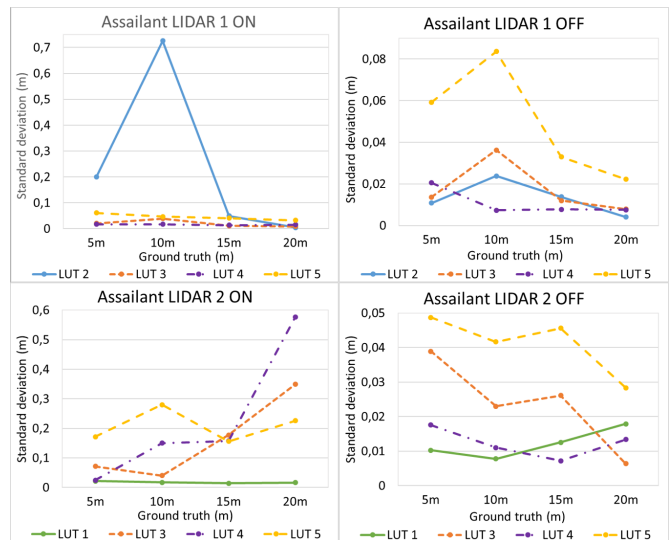 Assailant LIDAR 1 ON
Standard deviation (m)
0,7
0,6
0,5
0,4
0,3
0,2
0,1
0
5m 10m 15m 20m
Ground truth (m)
LUT 2 LUT 3 LUT 4 LUT 5
Assailant LIDAR 1 OFF
Standard deviation (m)
0,08
0,06
0,04
0,02
0
5m 10m 15m 20m
Ground truth (m)
LUT 2 LUT 3 LUT 4 LUT 5
Assailant LIDAR 2 ON
Standard deviation (m)
0,6
0,5
0,4
0,3
0,2
0,1
0
5m 10m 15m 20m
Ground truth (m)
LUT 1 LUT 3 LUT 4 LUT 5
Assailant LIDAR 2 OFF
Standard deviation (m)
0,05
0,04
0,03
0,02
0,01
0
5m 10m 15m 20m
Ground truth (m)
LUT 1 LUT 3 LUT 4 LUT 5